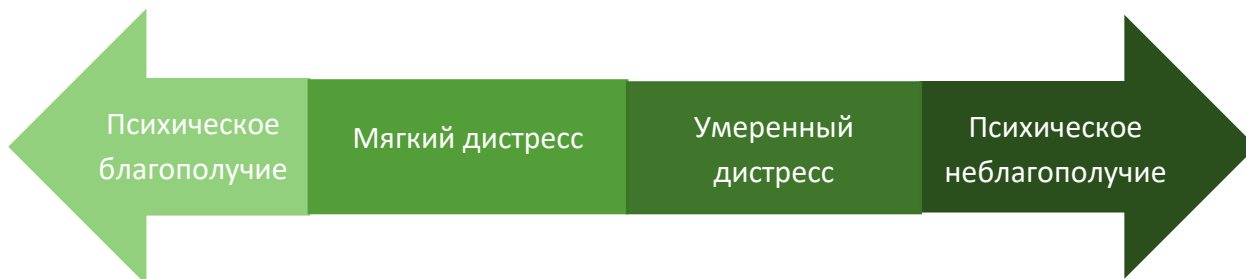 Психическое
благополучие
Мягкий дистресс
Умеренный
дистресс
Психическое
неблагополучие